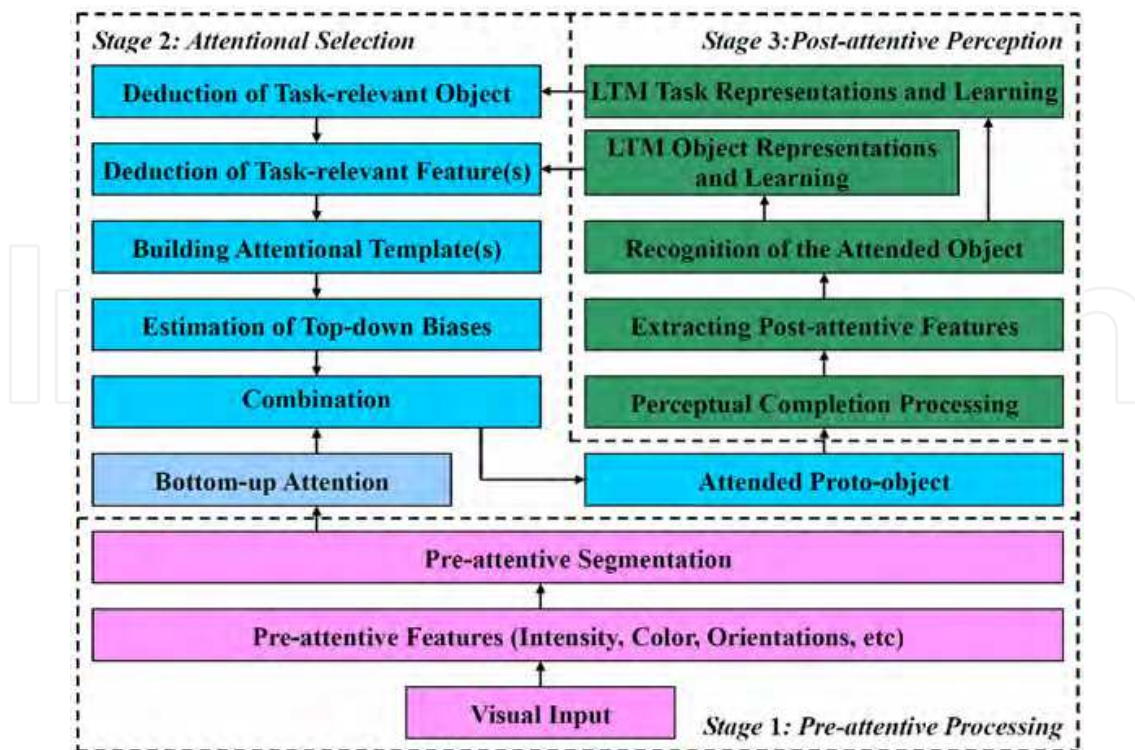 Stage 2: Attentional Selection
Deduction of Task-relevant Object
Deduction of Task-relevant Feature(s)
Building Attentional Template(s)
Estimation of Top-down Biases
Combination
Bottom-up Attention
Stage 3:Post-attentive Perception
LTM Task Representations and Learning
LTM Object Representations
and Learning
Recognition of the Attended Object
Extracting Post-attentive Features
Perceptual Completion Processing
Attended Proto-object
Pre-attentive Segmentation
Pre-attentive Features (Intensity, Color, Orientations, etc)
Visual Input
Stage 1: Pre-attentive Processing